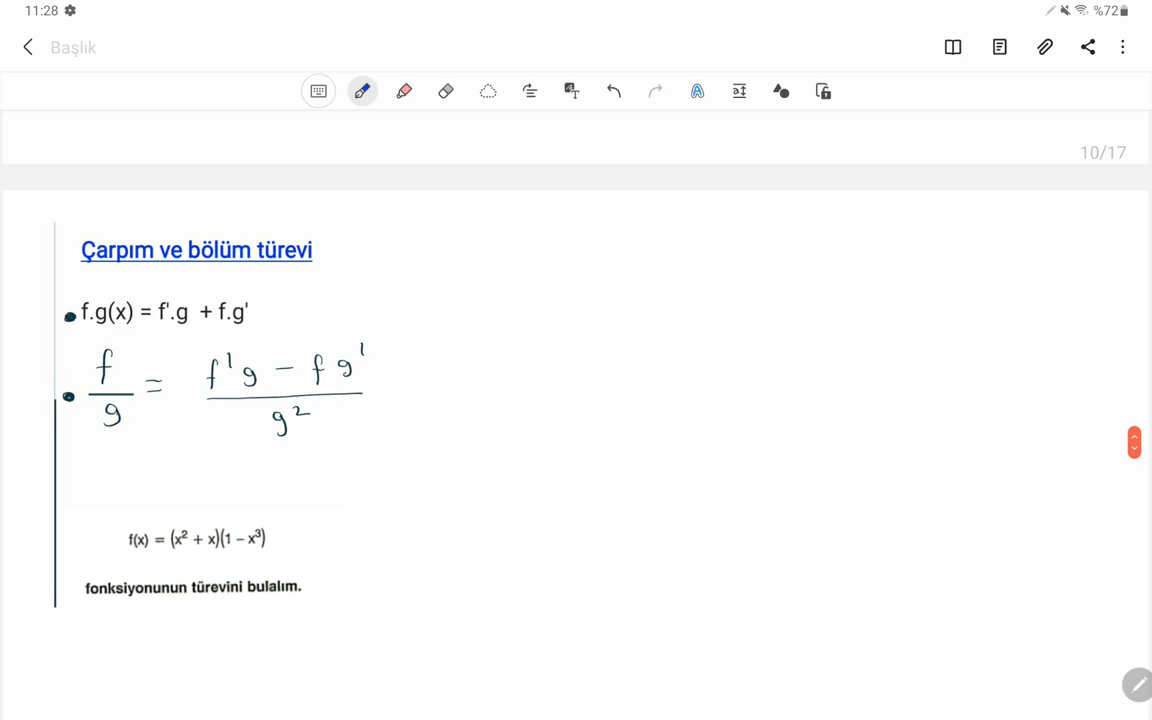 11:28 %72
Başlık
10/17
Çarpım ve bölüm türevi
f.g(x) = f'.g + f.g'
f/g = (f'g - fg')/g²
f(x) = (x² + x)(1 - x³)
fonksiyonunun türevini bulalım.